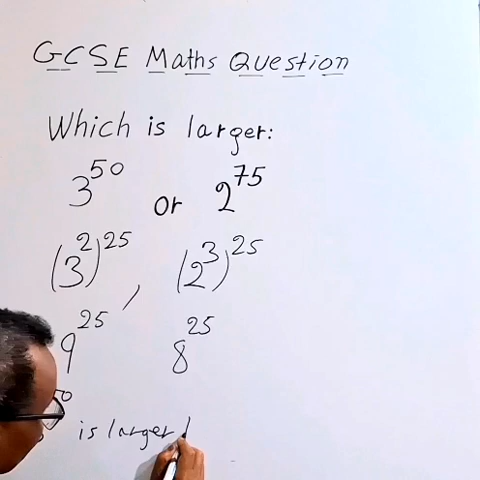 GCSE Maths Question
Which is larger:
3^50 or 2^75
(3^2)^25 , (2^3)^25
9^25 8^25
is larger!